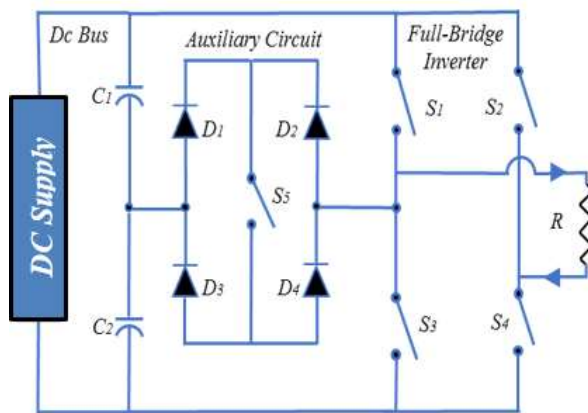 Dc Bus
Auxiliary Circuit
Full-Bridge
Inverter
C1
D1
D2
S1
S2
S5
DC Supply
R
C2
D3
D4
S3
S4